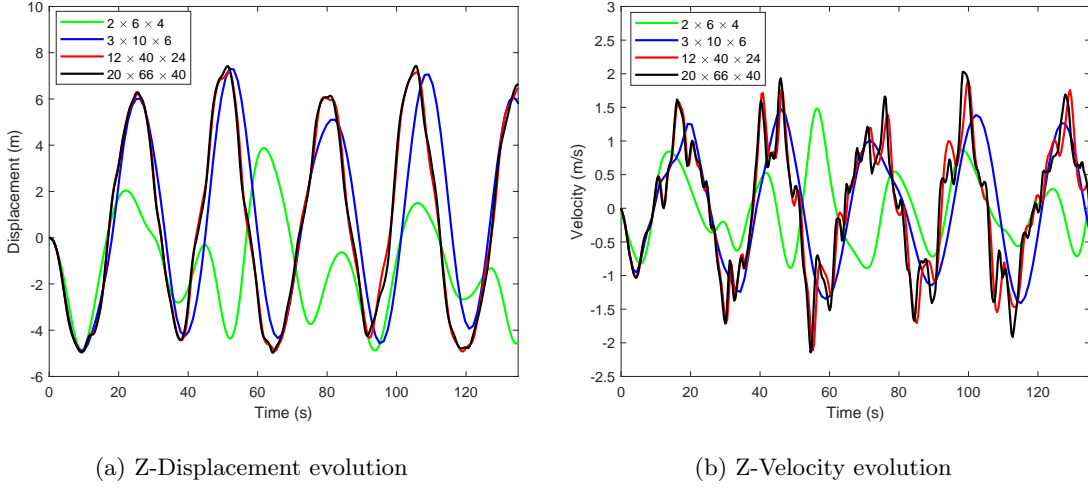 2 × 6 × 4
3 × 10 × 6
12 × 40 × 24
20 × 66 × 40
10
8
6
4
2
0
-2
-4
-6
Displacement (m)
0 20 40 60 80 100 120
Time (s)
(a) Z-Displacement evolution
2 × 6 × 4
3 × 10 × 6
12 × 40 × 24
20 × 66 × 40
3
2.5
2
1.5
1
0.5
0
-0.5
-1
-1.5
-2
-2.5
Velocity (m/s)
0 20 40 60 80 100 120
Time (s)
(b) Z-Velocity evolution